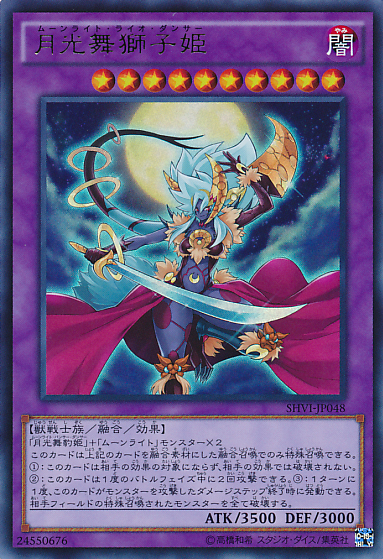 ムーンライト・ライオ・ダンサー
月光舞獅子姫
やみ
闇
SHVI-JP048
【獣戦士族/融合/効果】
「月光舞豹姫」+「ムーンライト」モンスター×2
このカードは上記のカードを融合素材にした融合召喚でのみ特殊召喚できる。
①:このカードは相手の効果の対象にならず、相手の効果では破壊されない。
②:このカードは1度のバトルフェイズ中に2回攻撃できる。③:1ターンに
1度、このカードがモンスターを攻撃したダメージステップ終了時に発動できる。
相手フィールドの特殊召喚されたモンスターを全て破壊する。
ATK/3500 DEF/3000
24550676
©高橋和希 スタジオ・ダイス/集英社